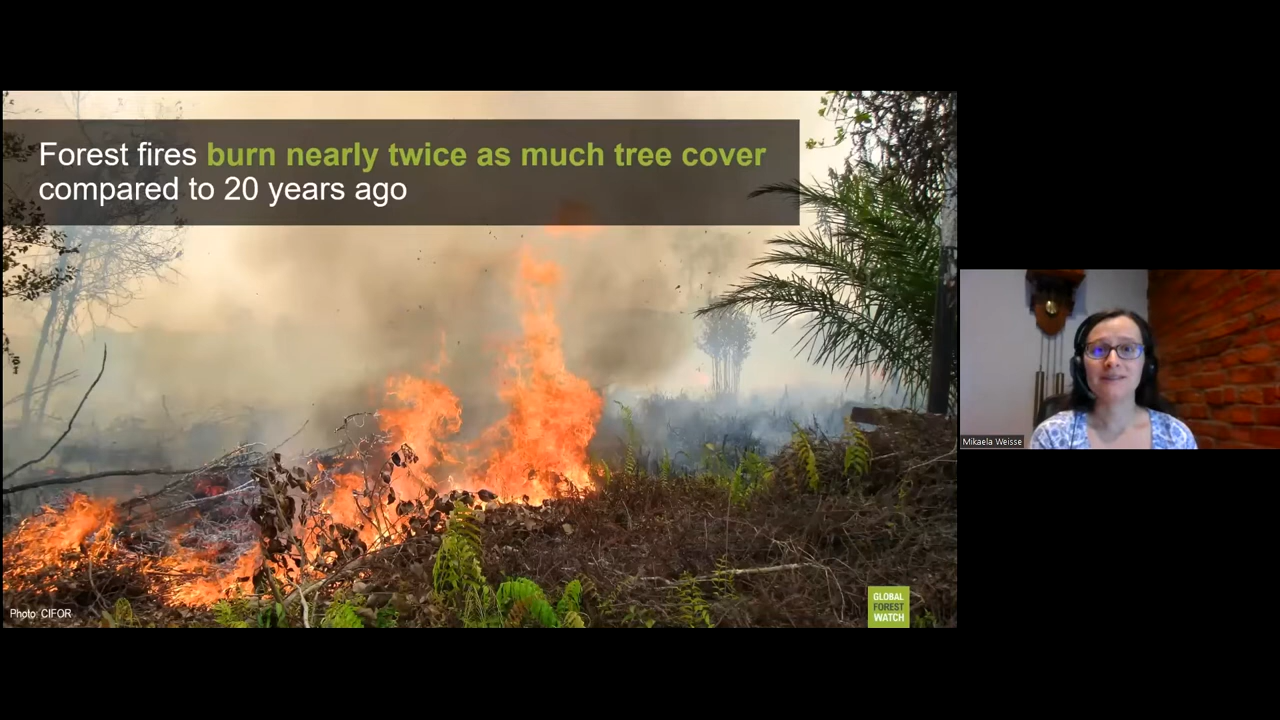 Forest fires burn nearly twice as much tree cover
compared to 20 years ago
Mikaela Weisse
Photo: CIFOR
GLOBAL
FOREST
WATCH